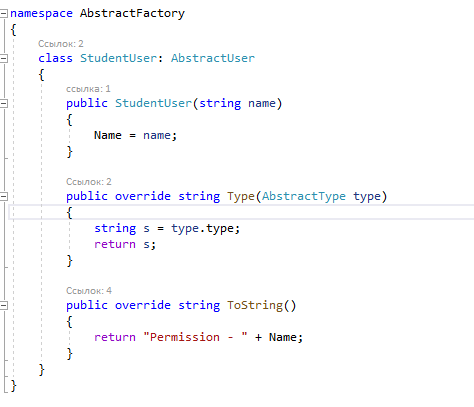 namespace AbstractFactory
{
Ссылок: 2
class StudentUser: AbstractUser
{
ссылка: 1
public StudentUser(string name)
{
Name = name;
}
Ссылок: 2
public override string Type(AbstractType type)
{
string s = type.type;
return s;
}
Ссылок: 4
public override string ToString()
{
return "Permission - " + Name;
}
}
}